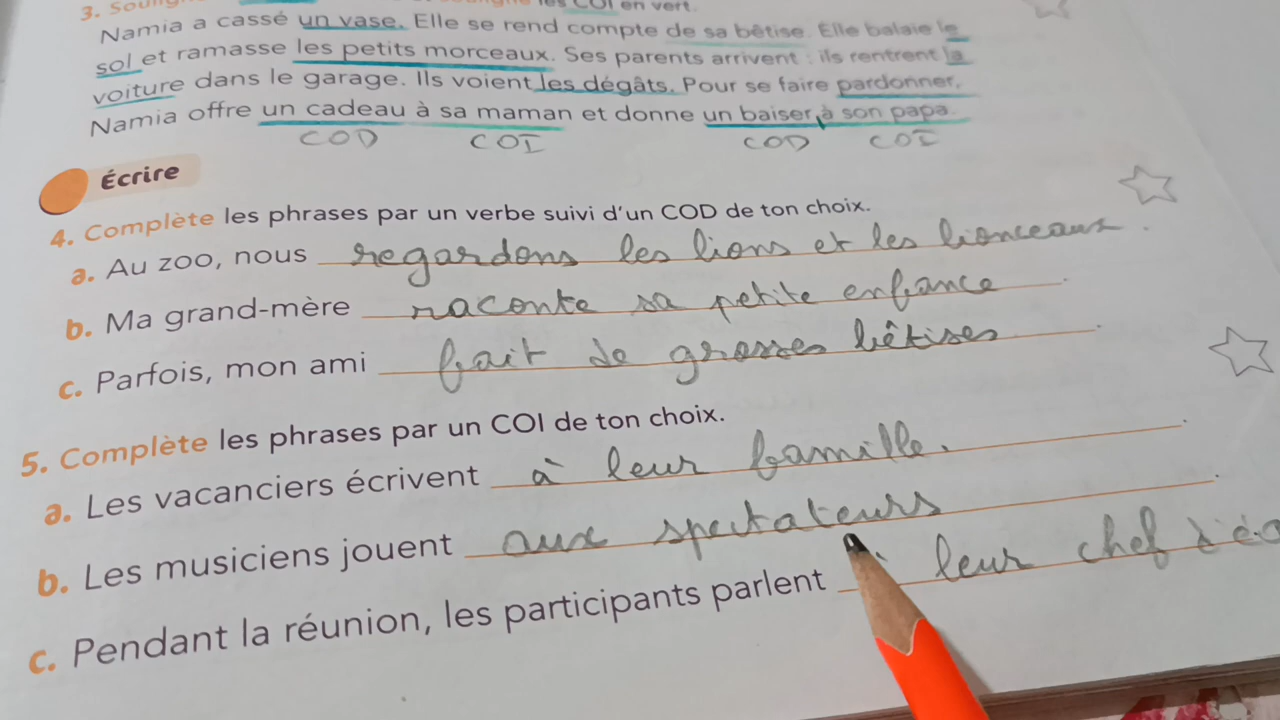 3. Souligne les COI en vert.
Namia a cassé un vase. Elle se rend compte de sa bêtise. Elle balaie le
sol et ramasse les petits morceaux. Ses parents arrivent : ils rentrent la
voiture dans le garage. Ils voient les dégâts. Pour se faire pardonner,
Namia offre un cadeau à sa maman et donne un baiser à son papa.
COD COI COD COI
Écrire
4. Complète les phrases par un verbe suivi d'un COD de ton choix.
a. Au zoo, nous regardons les lions et les lionceaux.
b. Ma grand-mère raconte sa petite enfance.
c. Parfois, mon ami fait de grosses bêtises.
5. Complète les phrases par un COI de ton choix.
a. Les vacanciers écrivent à leur famille.
b. Les musiciens jouent aux spectateurs.
c. Pendant la réunion, les participants parlent leur chef